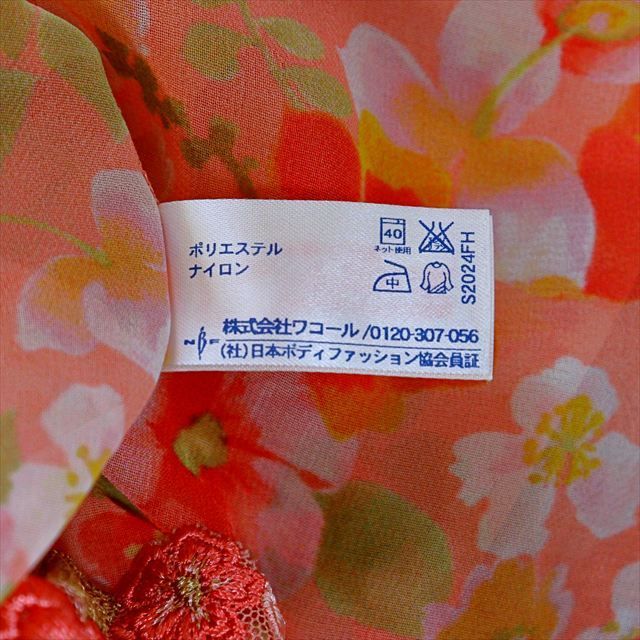 ポリエステル
ナイロン
40
ネット使用
中
S2024FH
株式会社ワコール/0120-307-056
NBF
(社)日本ボディファッション協会員証